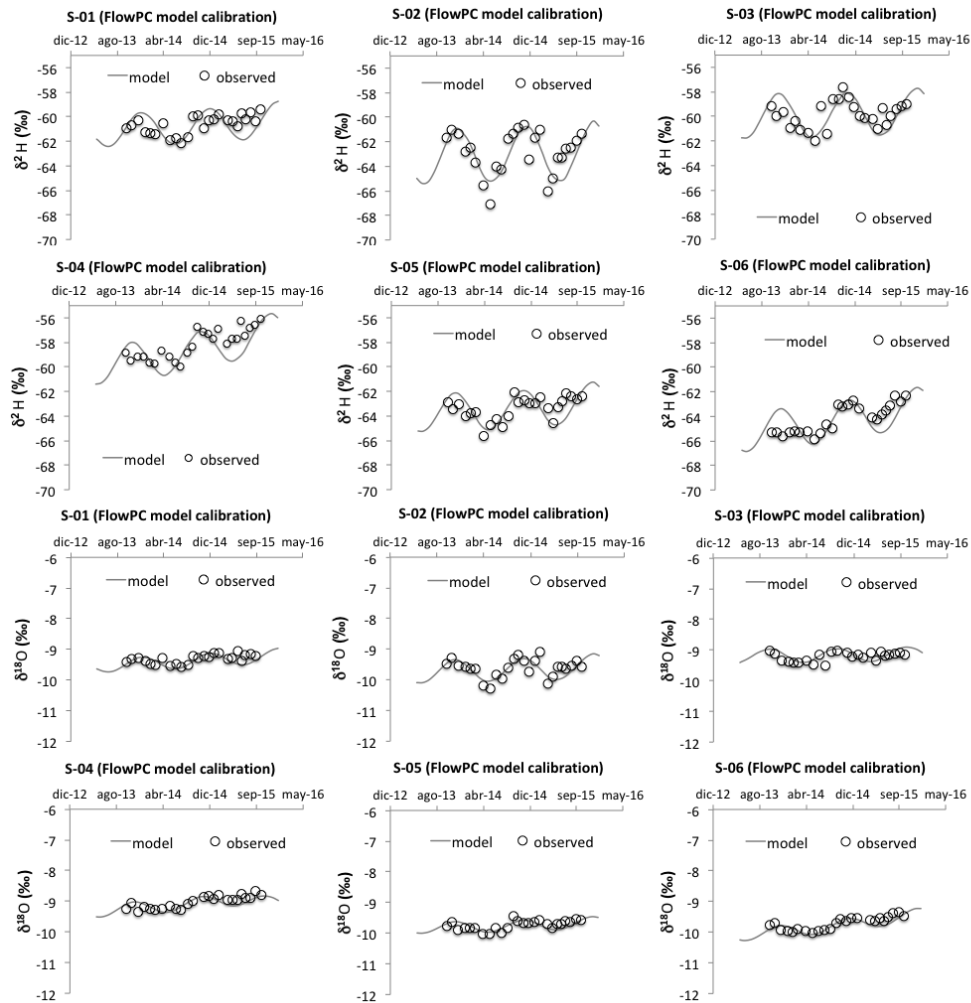 S-01 (FlowPC model calibration)
dic-12 ago-13 abr-14 dic-14 sep-15 may-16
-56
-58
-60
-62
-64
-66
-68
-70
δ² H (‰)
model observed
S-02 (FlowPC model calibration)
dic-12 ago-13 abr-14 dic-14 sep-15 may-16
-56
-58
-60
-62
-64
-66
-68
-70
δ² H (‰)
model observed
S-03 (FlowPC model calibration)
dic-12 ago-13 abr-14 dic-14 sep-15 may-16
-56
-58
-60
-62
-64
-66
-68
-70
δ² H (‰)
model observed
S-04 (FlowPC model calibration)
dic-12 ago-13 abr-14 dic-14 sep-15 may-16
-56
-58
-60
-62
-64
-66
-68
-70
δ² H (‰)
model observed
S-05 (FlowPC model calibration)
dic-12 ago-13 abr-14 dic-14 sep-15 may-16
-56
-58
-60
-62
-64
-66
-68
-70
δ² H (‰)
model observed
S-06 (FlowPC model calibration)
dic-12 ago-13 abr-14 dic-14 sep-15 may-16
-56
-58
-60
-62
-64
-66
-68
-70
δ² H (‰)
model observed
S-01 (FlowPC model calibration)
dic-12 ago-13 abr-14 dic-14 sep-15 may-16
-6
-7
-8
-9
-10
-11
-12
δ¹⁸O (‰)
model observed
S-02 (FlowPC model calibration)
dic-12 ago-13 abr-14 dic-14 sep-15 may-16
-6
-7
-8
-9
-10
-11
-12
δ¹⁸O (‰)
model observed
S-03 (FlowPC model calibration)
dic-12 ago-13 abr-14 dic-14 sep-15 may-16
-6
-7
-8
-9
-10
-11
-12
δ¹⁸O (‰)
model observed
S-04 (FlowPC model calibration)
dic-12 ago-13 abr-14 dic-14 sep-15 may-16
-6
-7
-8
-9
-10
-11
-12
δ¹⁸O (‰)
model observed
S-05 (FlowPC model calibration)
dic-12 ago-13 abr-14 dic-14 sep-15 may-16
-6
-7
-8
-9
-10
-11
-12
δ¹⁸O (‰)
model observed
S-06 (FlowPC model calibration)
dic-12 ago-13 abr-14 dic-14 sep-15 may-16
-6
-7
-8
-9
-10
-11
-12
δ¹⁸O (‰)
model observed